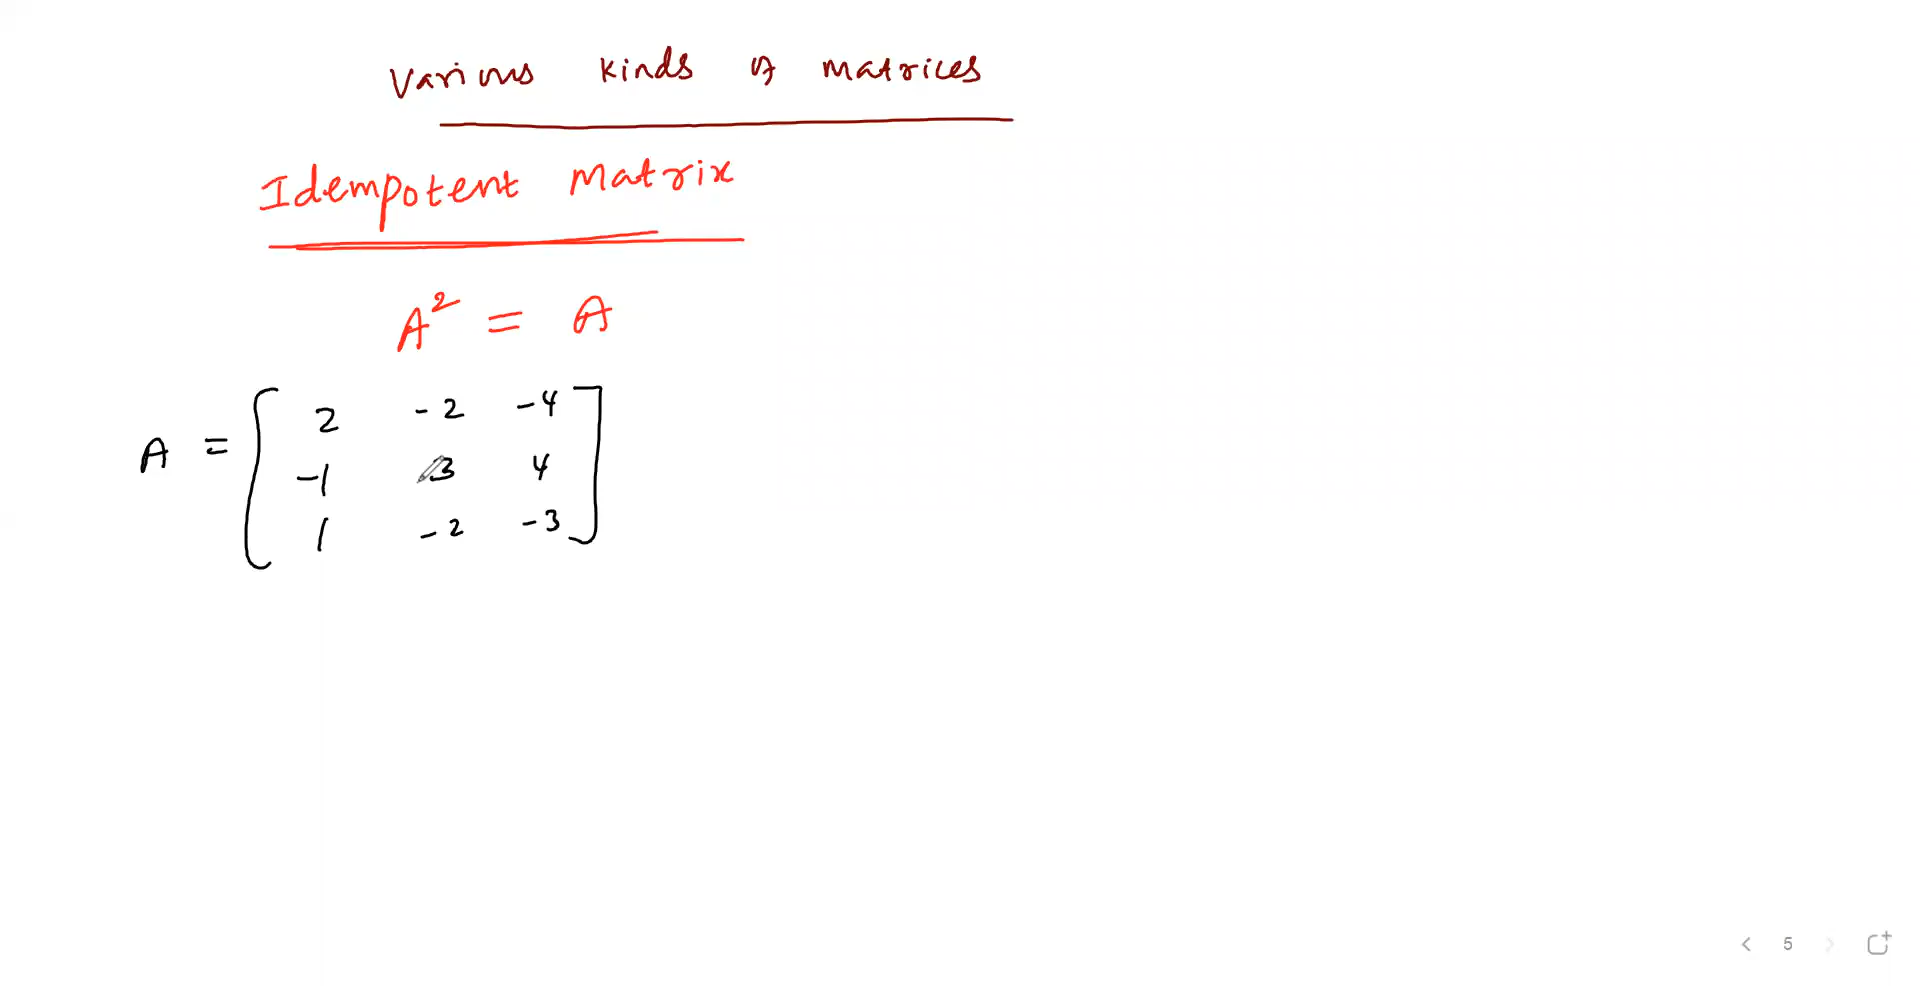 Various kinds of matrices
Idempotent Matrix
A² = A
A = [ 2 -2 -4
-1 3 4
1 -2 -3 ]
5